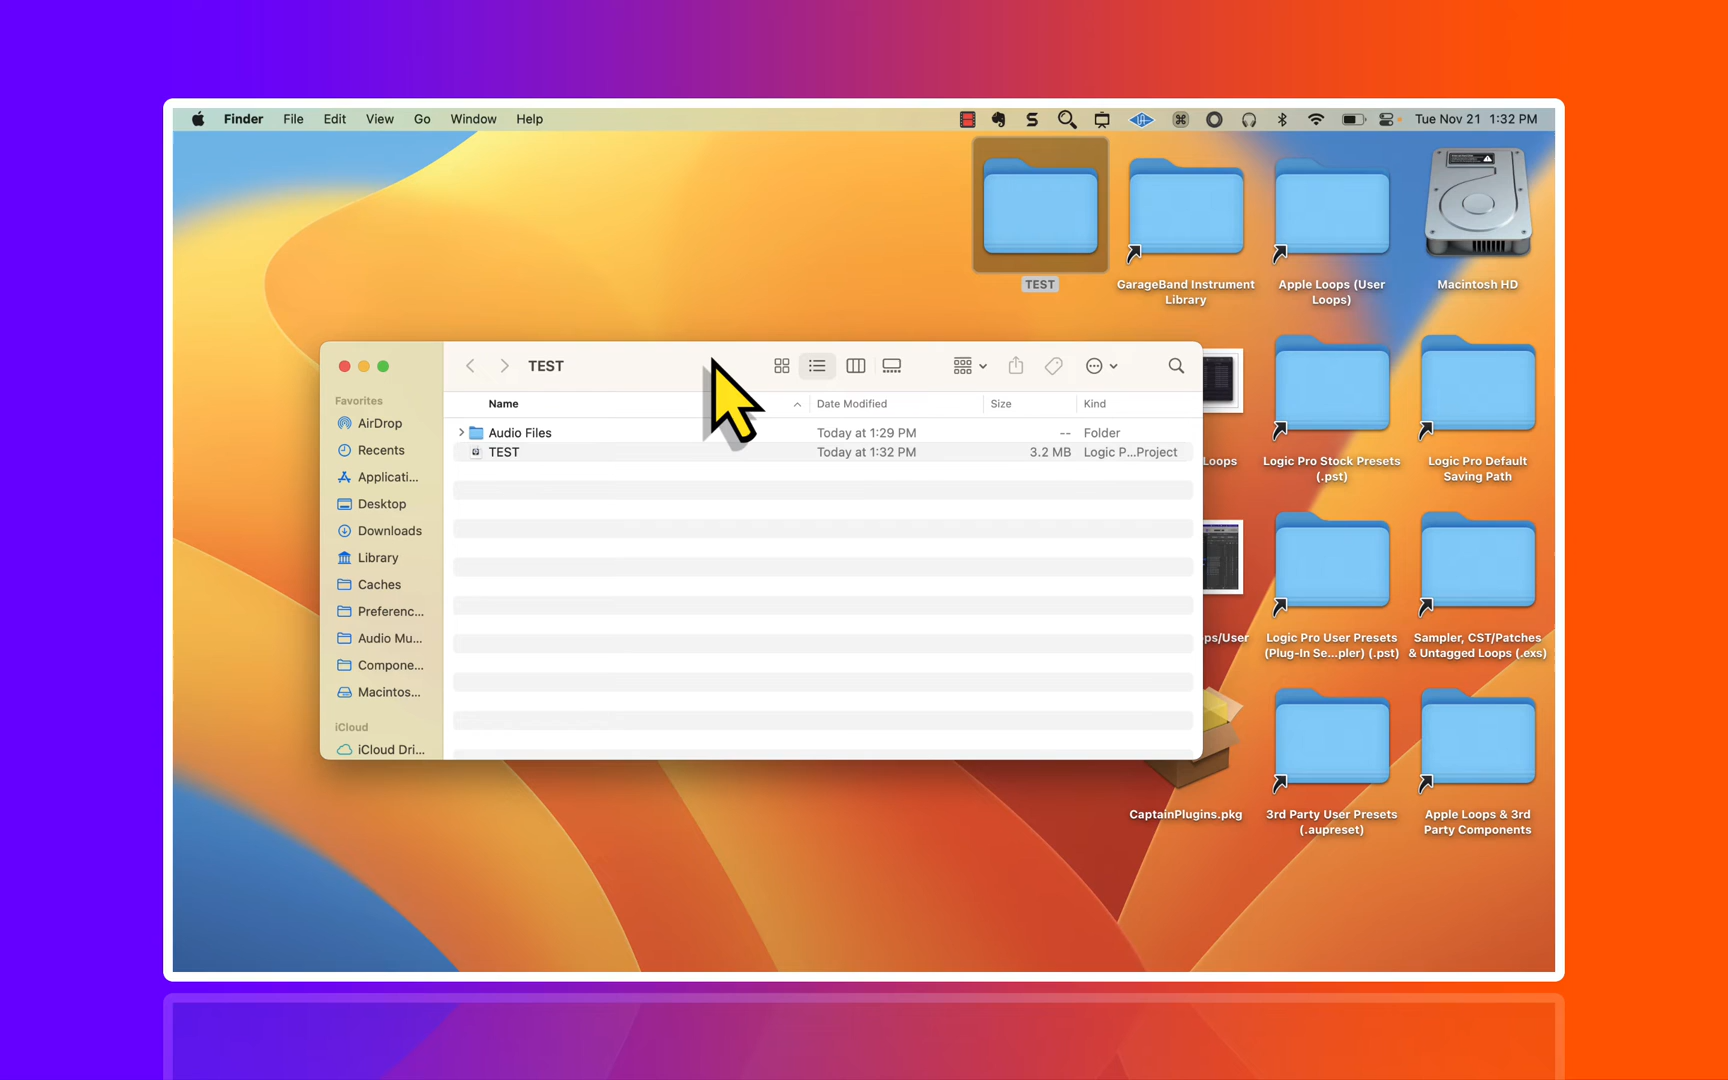 Finder File Edit View Go Window Help
Tue Nov 21 1:32 PM
TEST
GarageBand Instrument
Library
Apple Loops (User
Loops)
Macintosh HD
TEST
Favorites
AirDrop
Recents
Applicati...
Desktop
Downloads
Library
Caches
Preferenc...
Audio Mu...
Compone...
Macintos...
iCloud
iCloud Dri...
Name Date Modified Size Kind
Audio Files Today at 1:29 PM -- Folder
TEST Today at 1:32 PM 3.2 MB Logic P...Project
Loops
Logic Pro Stock Presets
(.pst)
Logic Pro Default
Saving Path
ps/User
Logic Pro User Presets
(Plug-In Se...pler) (.pst)
Sampler, CST/Patches
& Untagged Loops (.exs)
CaptainPlugins.pkg
3rd Party User Presets
(.aupreset)
Apple Loops & 3rd
Party Components